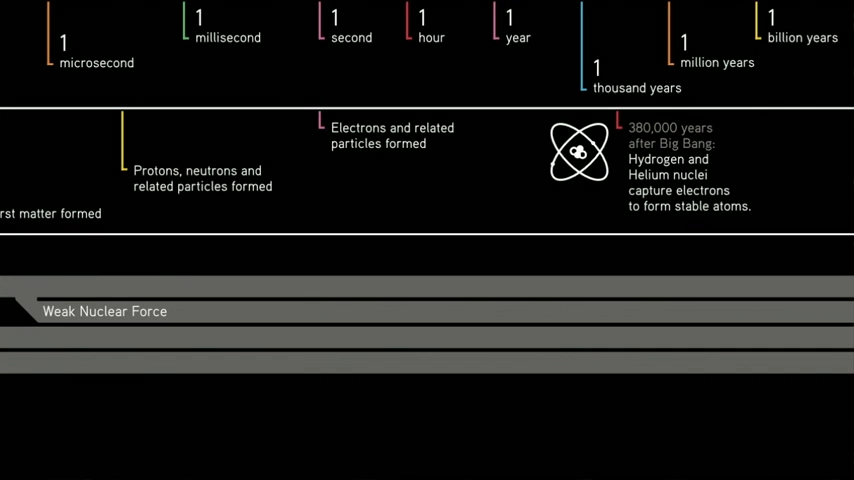 1
microsecond
1
millisecond
1
second
1
hour
1
year
1
thousand years
1
million years
1
billion years
Protons, neutrons and
related particles formed
Electrons and related
particles formed
380,000 years
after Big Bang:
Hydrogen and
Helium nuclei
capture electrons
to form stable atoms.
matter formed
Weak Nuclear Force